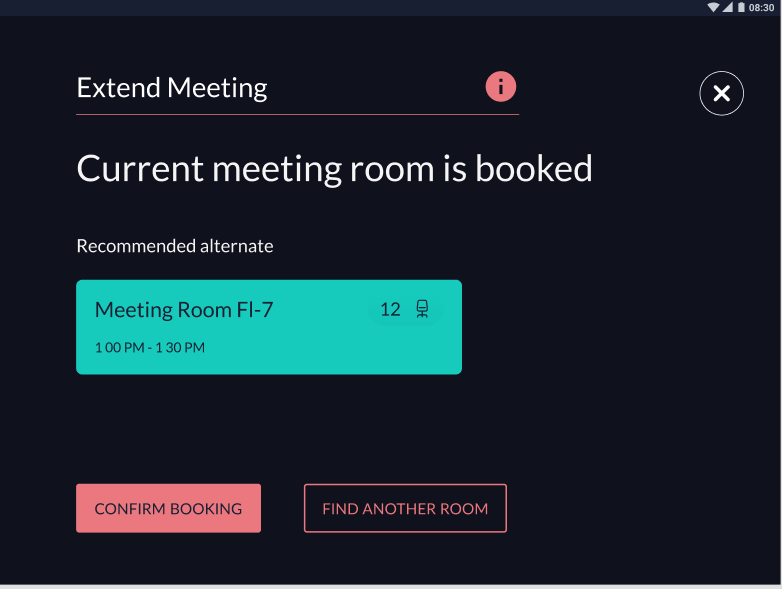 08:30
Extend Meeting
Current meeting room is booked
Recommended alternate
Meeting Room Fl-7 12
1 00 PM - 1 30 PM
CONFIRM BOOKING FIND ANOTHER ROOM